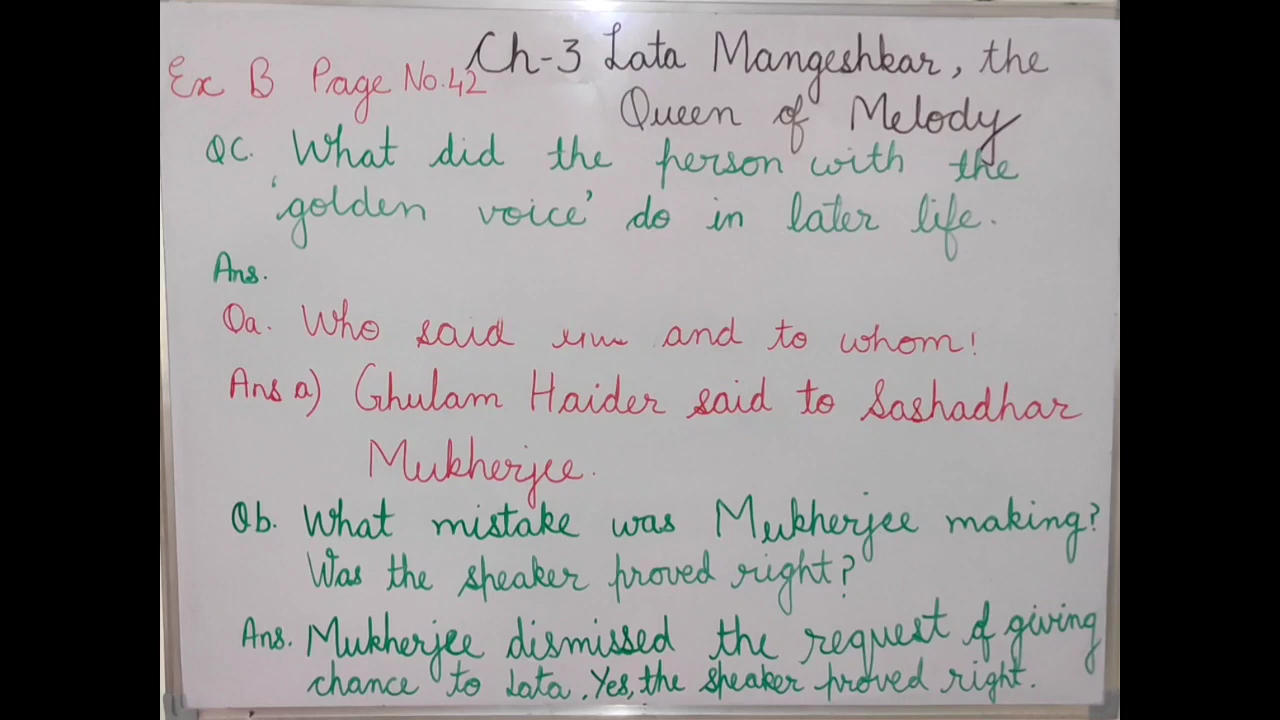 Ch-3 Lata Mangeshkar, the
Ex B Page No.42
Queen of Melody
QC. What did the person with the
'golden voice' do in later life.
Ans.
Qa. Who said and to whom!
Ans a) Ghulam Haider said to Sashadhar
Mukherjee.
Qb. What mistake was Mukherjee making?
Was the speaker proved right?
Ans. Mukherjee dismissed the request of giving
chance to Lata. Yes, the speaker proved right.